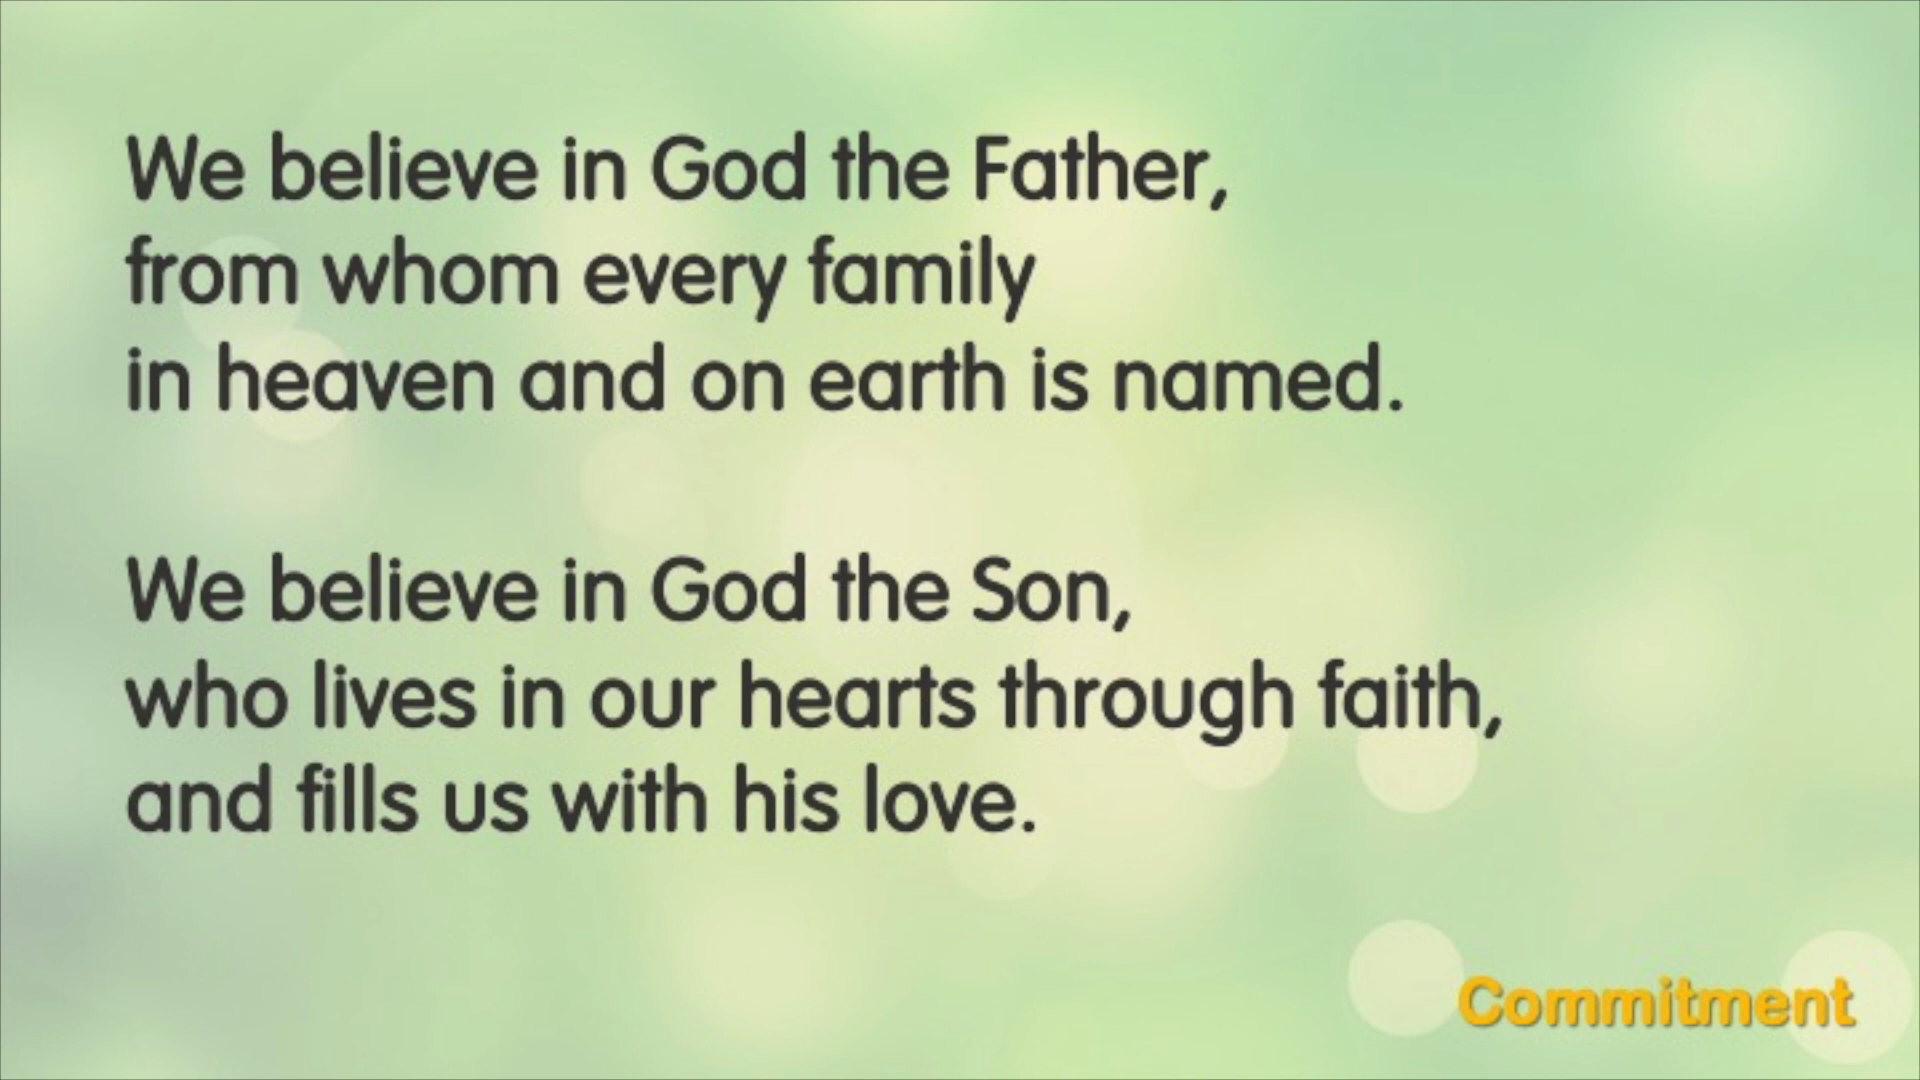 We believe in God the Father,
from whom every family
in heaven and on earth is named.
We believe in God the Son,
who lives in our hearts through faith,
and fills us with his love.
Commitment